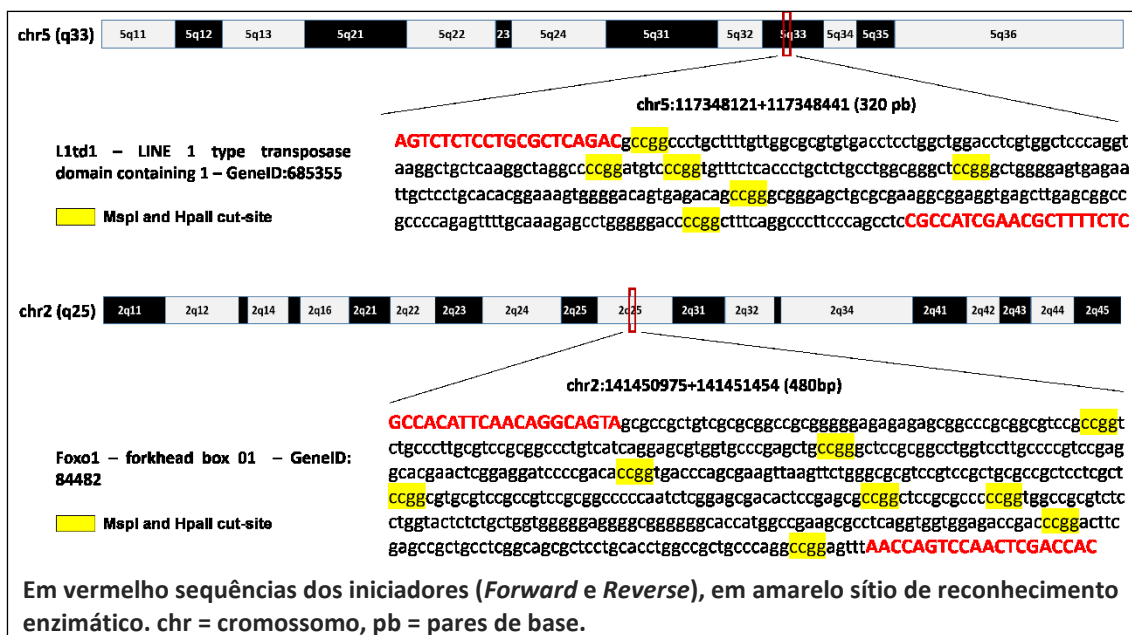 chr5 (q33) 5q11 5q12 5q13 5q21 5q22 23 5q24 5q31 5q32 5q33 5q34 5q35 5q36
chr5:117348121+117348441 (320 pb)
L1td1 – LINE 1 type transposase
domain containing 1 – GeneID:685355
MspI and HpaII cut-site
AGTCTCTCCTGCGCTCAGACgccggccctgcttttgttggcgcgtgtgacctcctggctggacctcgtggctcccaggt
aaggctgctcaaggctaggccccggatgtcccggtgtttctcaccctgctctgcctggcgggctccgggctggggagtgagaa
ttgctcctgcacacggaaagtggggacagtgagacagccgggcgggagctgcgcgaaggcggaggtgagcttgagcggcc
gccccagagttttgcaaagagcctgggggaccccggctttcaggcccttcccagcctcCGCCATCGAACGCTTTTCTC
chr2 (q25) 2q11 2q12 2q14 2q16 2q21 2q22 2q23 2q24 2q25 2q25 2q31 2q32 2q34 2q41 2q42 2q43 2q44 2q45
chr2:141450975+141451454 (480bp)
Foxo1 – forkhead box 01 – GeneID:
84482
MspI and HpaII cut-site
GCCACATTCAACAGGCAGTAgcgccgctgtcgcgcggccgcgggggagagagagcggcccgcggcgtccgccggt
ctgcccttgcgtccgcggccctgtcatcaggagcgtggtgcccgagctgccgggctccgcggcctggtccttgccccgtccgag
gcacgaactcggaggatccccgacaccggtgacccagcgaagttaagttctgggcgcgtccgtccgctgcgccgctcctcgct
ccggcgtgcgtccgccgtccgcggcccccaatctcggagcgacactccgagcgccggctccgcgcccccggtggccgcgtctc
ctggtactctctgctggtgggggaggggcggggggcaccatggccgaagcgcctcaggtggtggagaccgacccggacttc
gagccgctgcctcggcagcgctcctgcacctggccgctgcccaggccggagtttAACCAGTCCAACTCGACCAC
Em vermelho sequências dos iniciadores (Forward e Reverse), em amarelo sítio de reconhecimento
enzimático. chr = cromossomo, pb = pares de base.